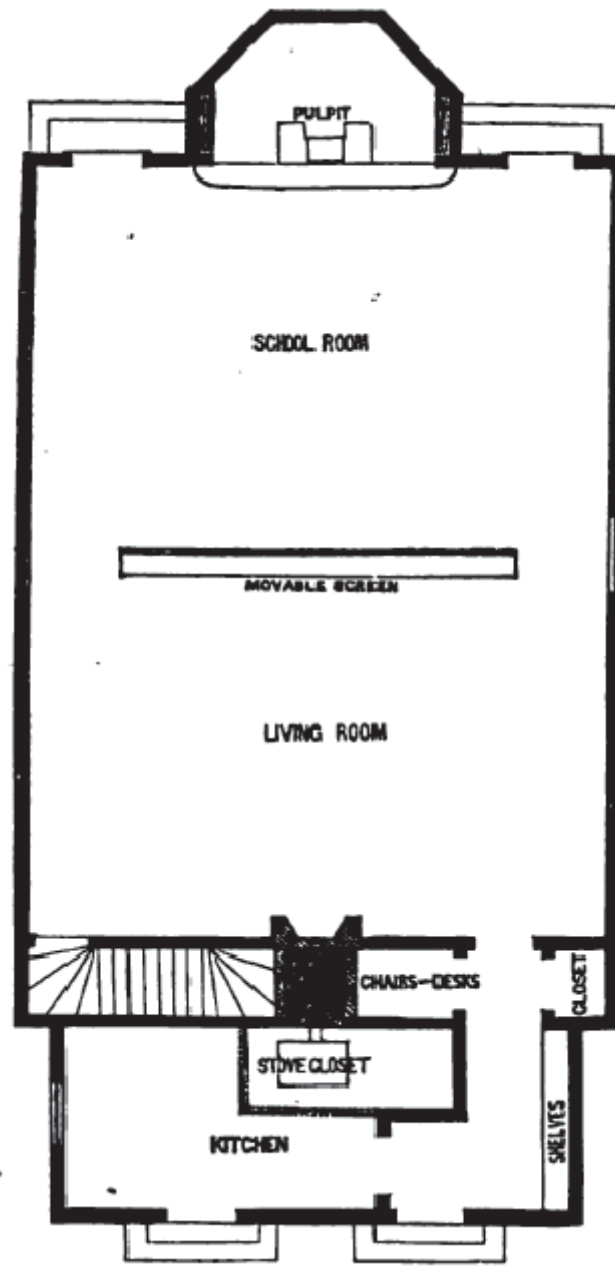 PULPIT
SCHOOL ROOM
MOVABLE SCREEN
LIVING ROOM
CHAIRS-DESKS
CLOSET
STOVE CLOSET
KITCHEN
SHELVES